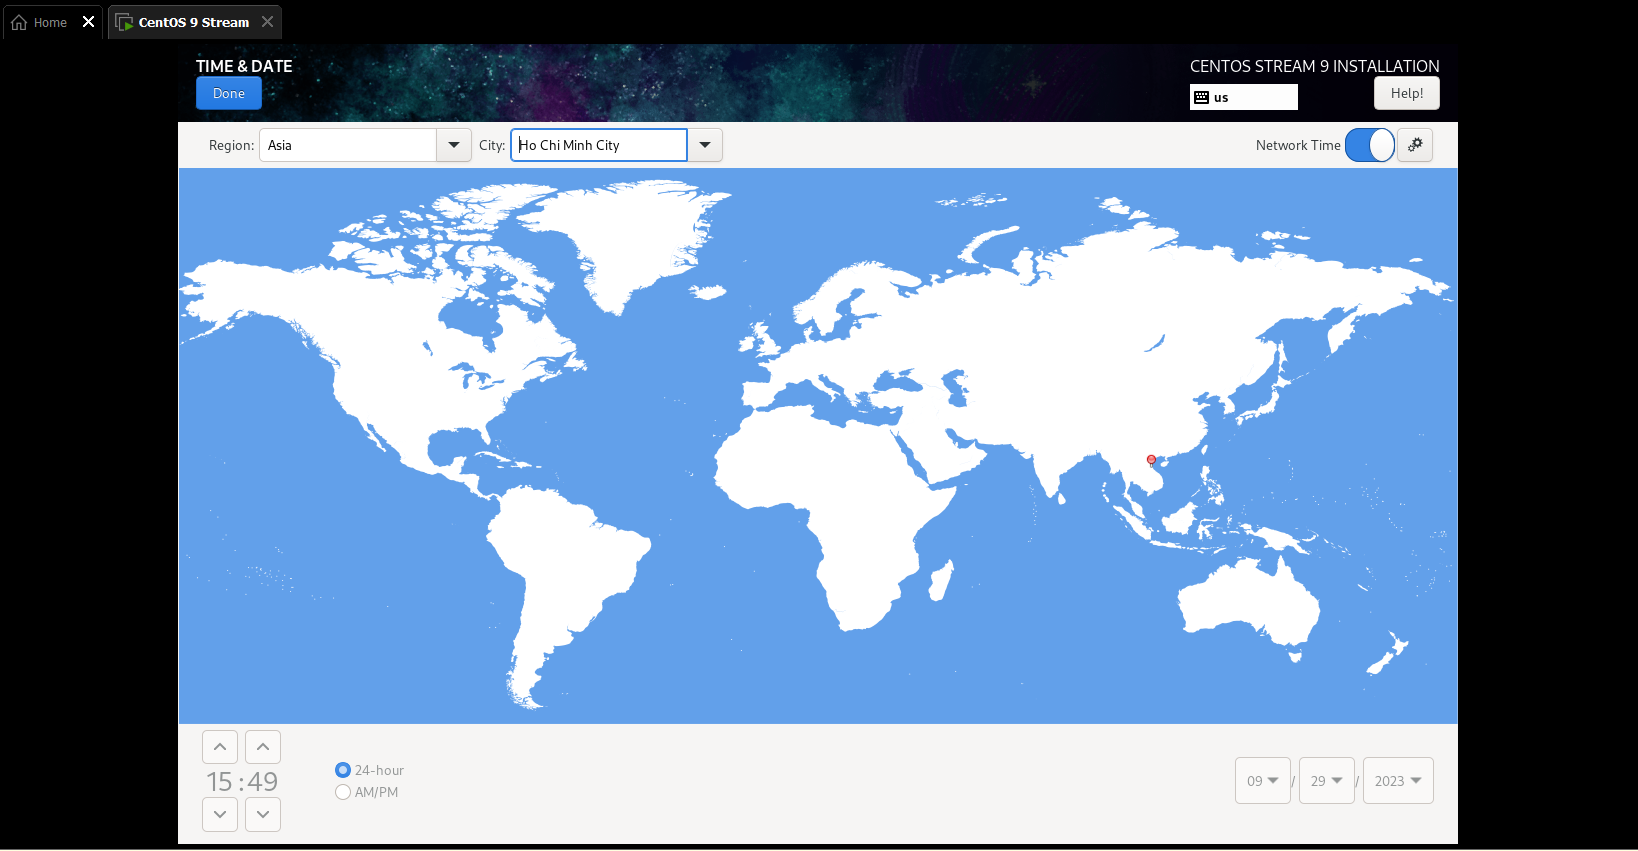 Home
CentOS 9 Stream
TIME & DATE
CENTOS STREAM 9 INSTALLATION
Done
us
Help!
Region: Asia City: Ho Chi Minh City Network Time
15:49
24-hour
AM/PM
09 / 29 / 2023